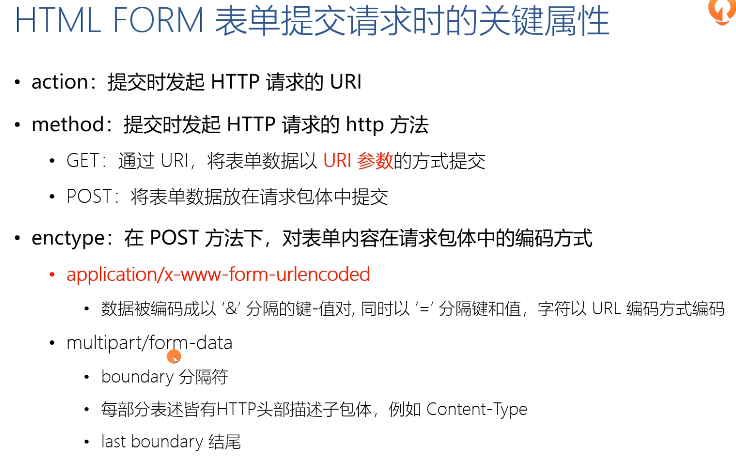 HTML FORM 表单提交请求时的关键属性
• action：提交时发起 HTTP 请求的 URI
• method：提交时发起 HTTP 请求的 http 方法
• GET：通过 URI，将表单数据以 URI 参数的方式提交
• POST：将表单数据放在请求包体中提交
• enctype：在 POST 方法下，对表单内容在请求包体中的编码方式
• application/x-www-form-urlencoded
• 数据被编码成以 ‘&’ 分隔的键-值对, 同时以 ‘=’ 分隔键和值，字符以 URL 编码方式编码
• multipart/form-data
• boundary 分隔符
• 每部分表述皆有HTTP头部描述子包体，例如 Content-Type
• last boundary 结尾